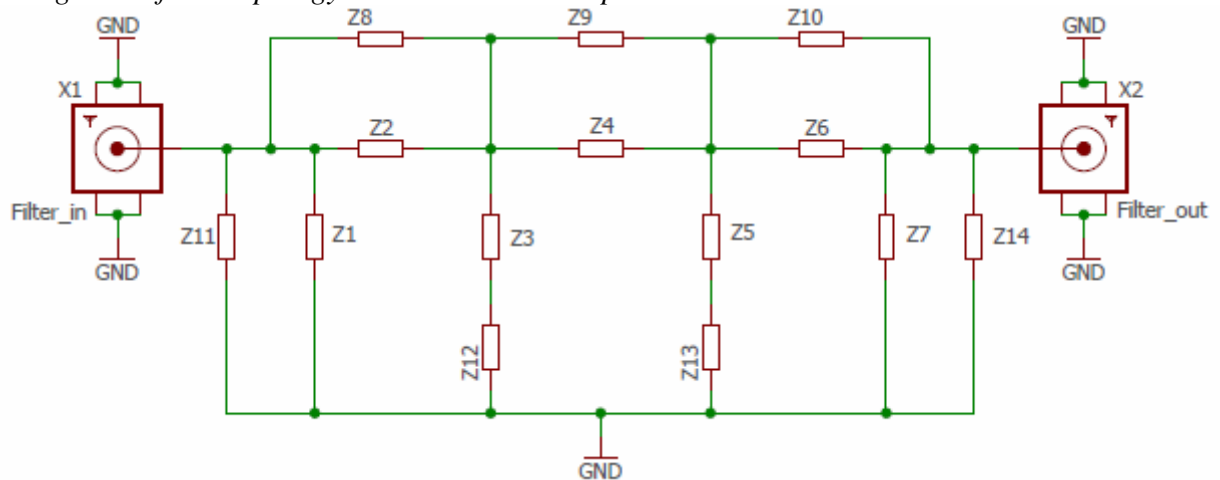 GND Z8 Z9 Z10 GND
X1 X2
Z2 Z4 Z6
Filter_in Filter_out
Z11 Z1 Z3 Z5 Z7 Z14
GND GND
Z12 Z13
GND